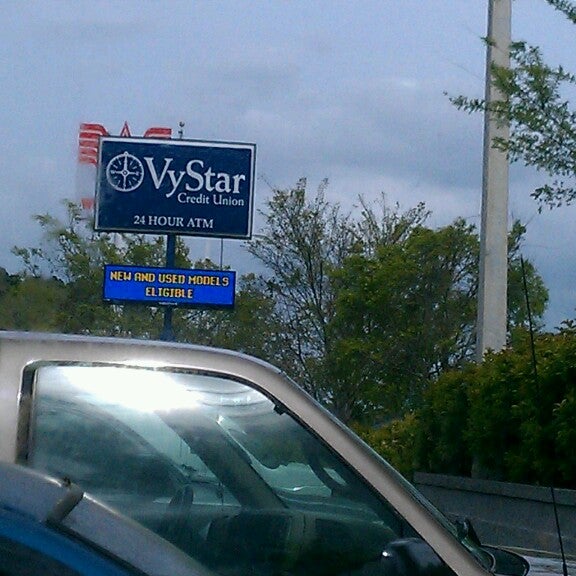 VyStar
Credit Union
24 HOUR ATM
NEW AND USED MODELS
ELIGIBLE